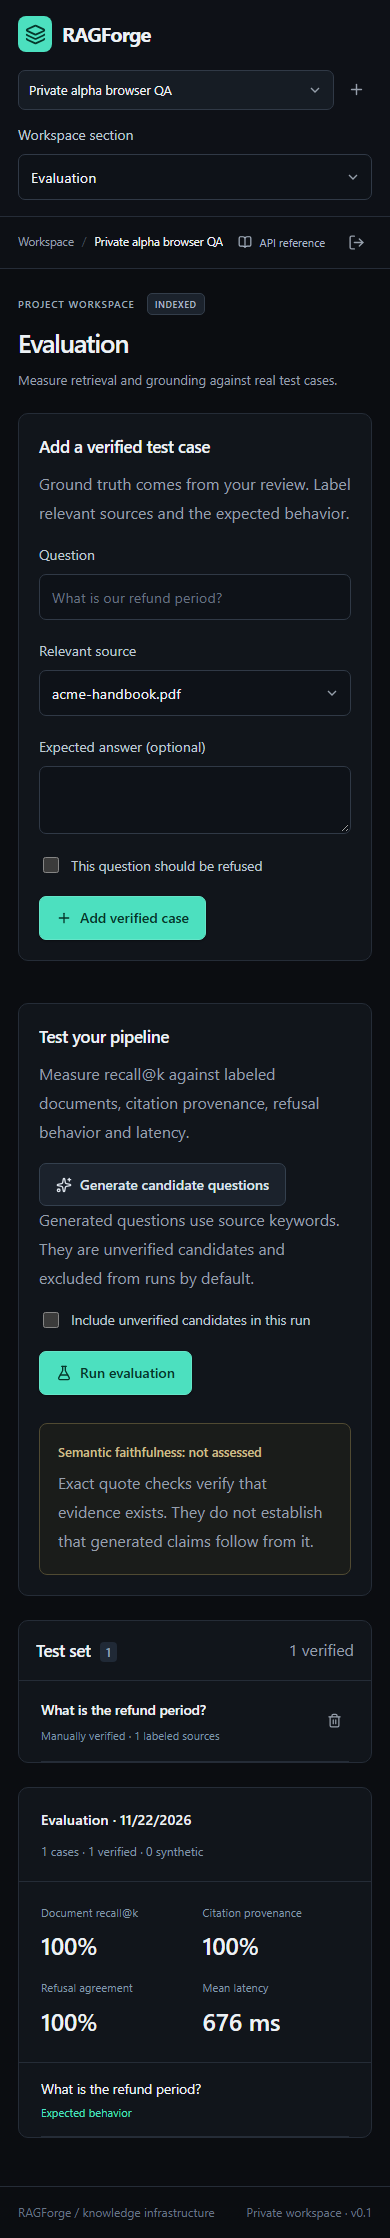 RAGForge
Private alpha browser QA
Workspace section
Evaluation
Workspace / Private alpha browser QA API reference
PROJECT WORKSPACE INDEXED
Evaluation
Measure retrieval and grounding against real test cases.
Add a verified test case
Ground truth comes from your review. Label
relevant sources and the expected behavior.
Question
What is our refund period?
Relevant source
acme-handbook.pdf
Expected answer (optional)
This question should be refused
+ Add verified case
Test your pipeline
Measure recall@k against labeled
documents, citation provenance, refusal
behavior and latency.
Generate candidate questions
Generated questions use source keywords.
They are unverified candidates and
excluded from runs by default.
Include unverified candidates in this run
Run evaluation
Semantic faithfulness: not assessed
Exact quote checks verify that
evidence exists. They do not establish
that generated claims follow from it.
Test set 1 1 verified
What is the refund period?
Manually verified · 1 labeled sources
Evaluation · 11/22/2026
1 cases · 1 verified · 0 synthetic
Document recall@k Citation provenance
100% 100%
Refusal agreement Mean latency
100% 676 ms
What is the refund period?
Expected behavior
RAGForge / knowledge infrastructure Private workspace · v0.1